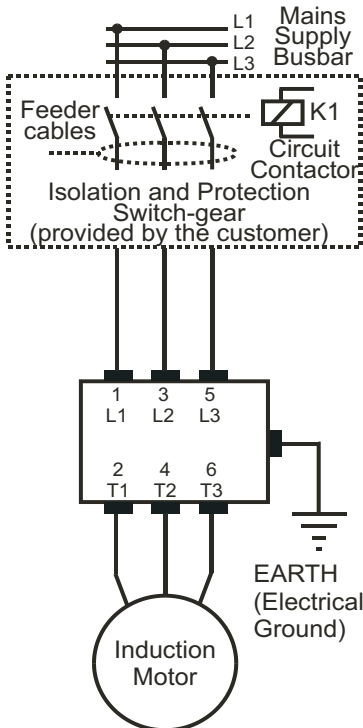 L1 Mains
L2 Supply
L3 Busbar
Feeder
cables
K1
Circuit
Contactor
Isolation and Protection
Switch-gear
(provided by the customer)
1 3 5
L1 L2 L3
2 4 6
T1 T2 T3
EARTH
(Electrical
Ground)
Induction
Motor